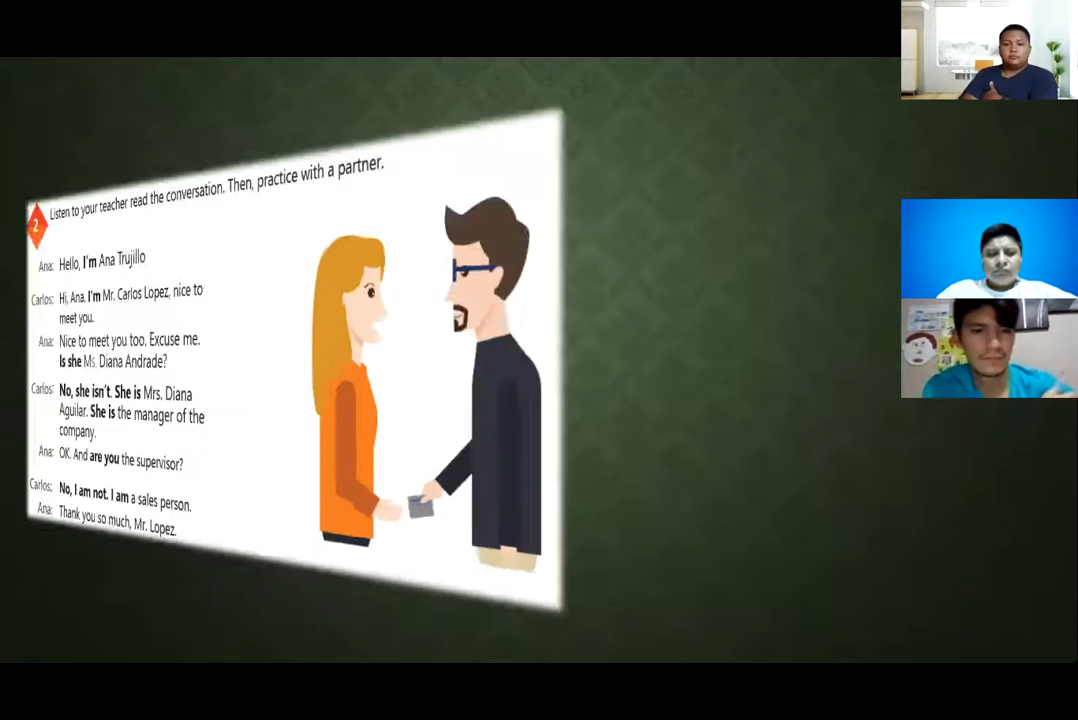 2
Listen to your teacher read the conversation. Then, practice with a partner.
Ana: Hello, I'm Ana Trujillo
Carlos: Hi, Ana. I'm Mr. Carlos Lopez, nice to
meet you.
Ana: Nice to meet you too. Excuse me.
Is she Ms. Diana Andrade?
Carlos: No, she isn't. She is Mrs. Diana
Aguilar. She is the manager of the
company.
Ana: OK. And are you the supervisor?
Carlos: No, I am not. I am a sales person.
Ana: Thank you so much, Mr. Lopez.